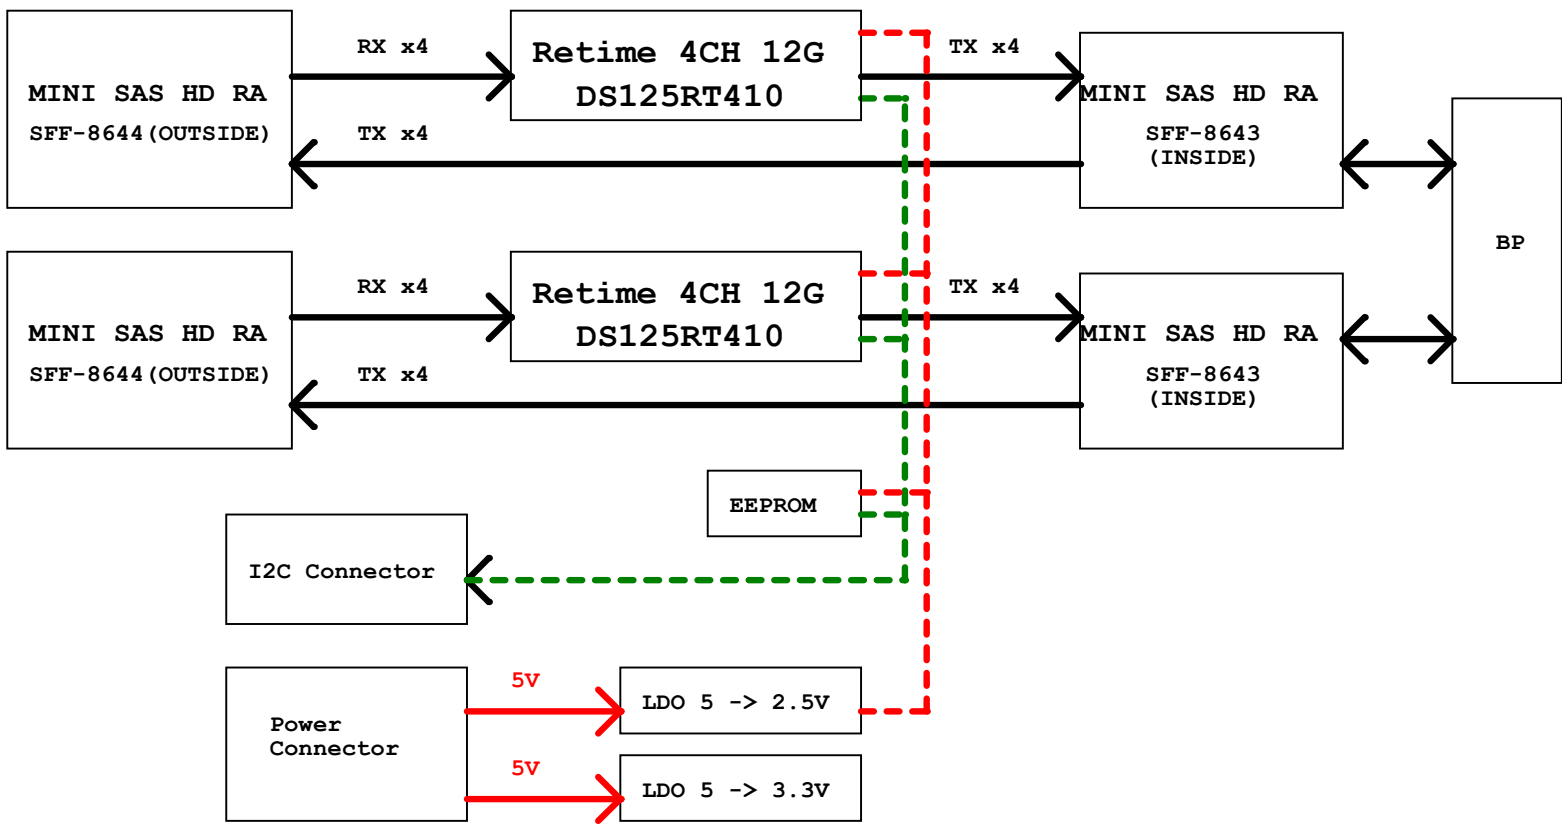 RX x4
Retime 4CH 12G
DS125RT410
TX x4
MINI SAS HD RA
SFF-8644(OUTSIDE)
TX x4
MINI SAS HD RA
SFF-8643
(INSIDE)
BP
RX x4
Retime 4CH 12G
DS125RT410
TX x4
MINI SAS HD RA
SFF-8644(OUTSIDE)
TX x4
MINI SAS HD RA
SFF-8643
(INSIDE)
EEPROM
I2C Connector
Power
Connector
5V
LDO 5 -> 2.5V
5V
LDO 5 -> 3.3V